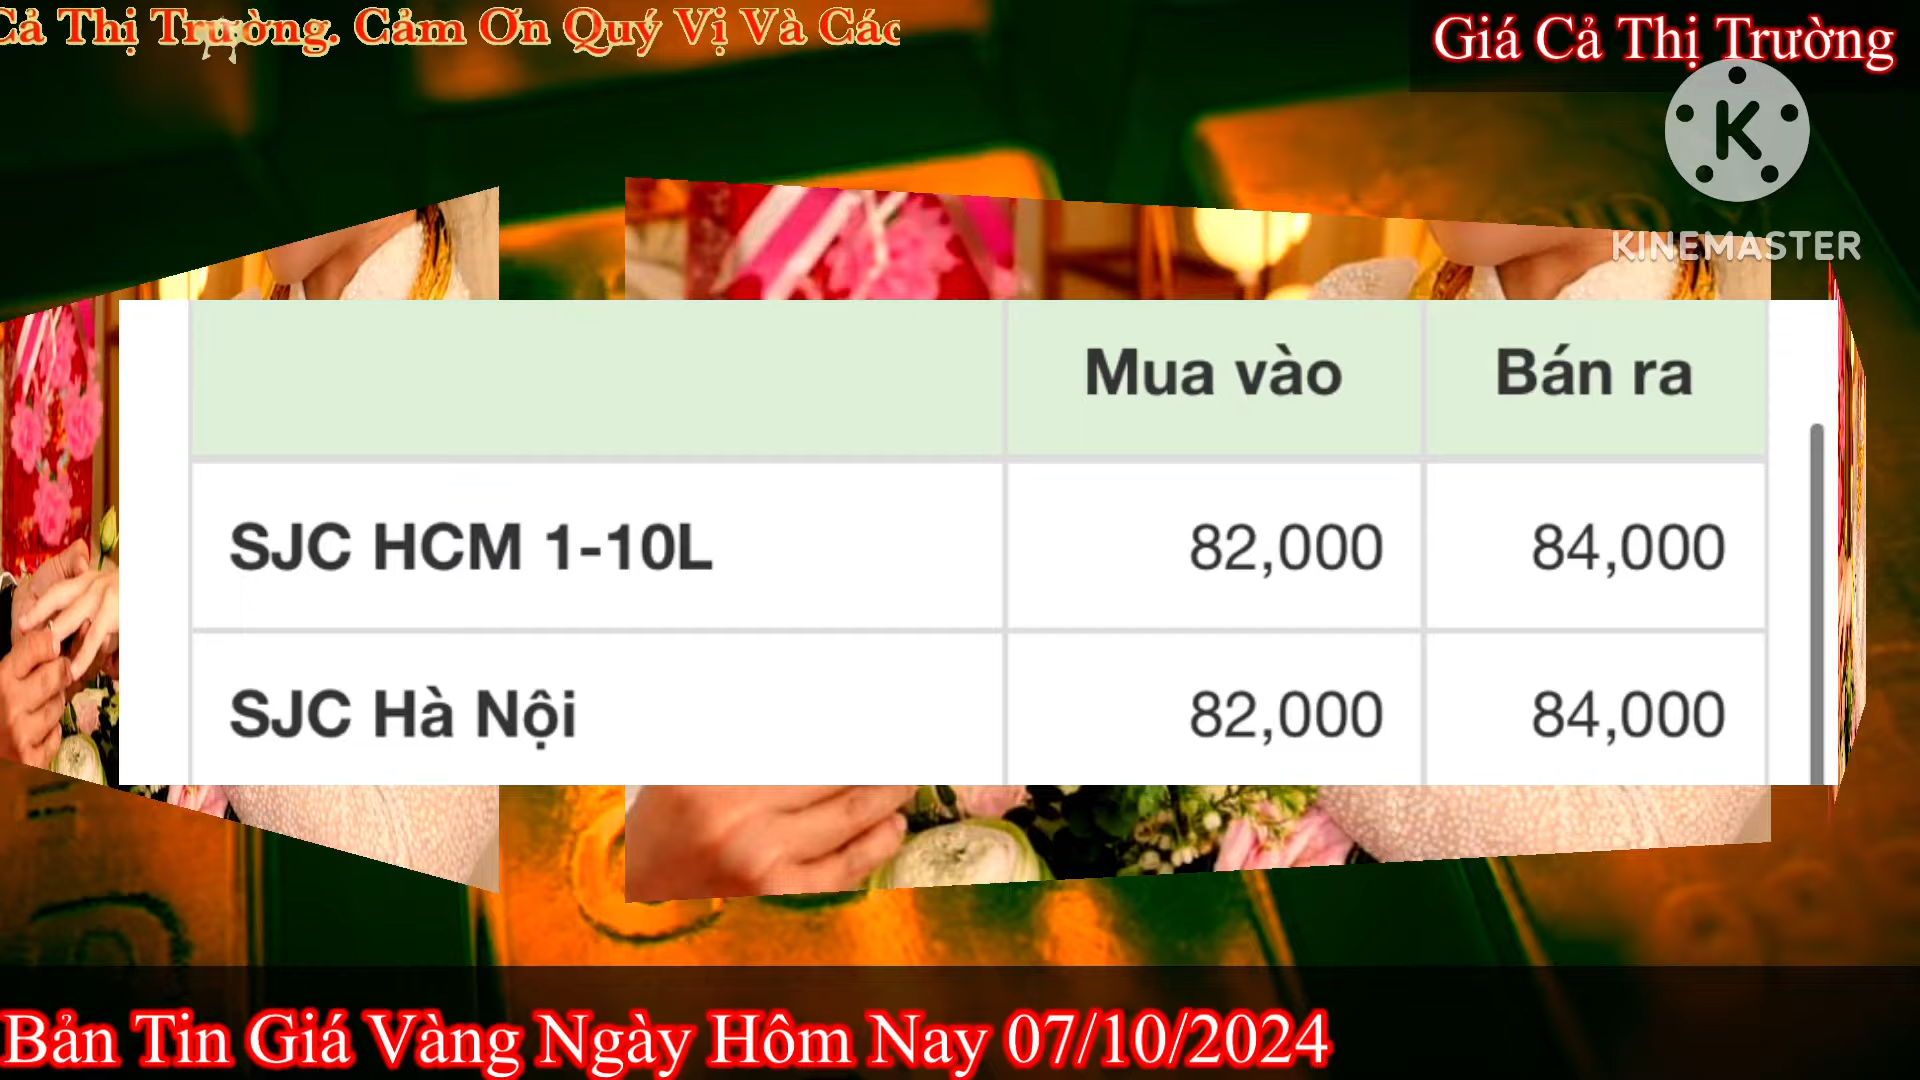 Cả Thị Trường. Cảm Ơn Quý Vị Và Các
Giá Cả Thị Trường
K
KINEMASTER
Mua vào Bán ra
SJC HCM 1-10L 82,000 84,000
SJC Hà Nội 82,000 84,000
Bản Tin Giá Vàng Ngày Hôm Nay 07/10/2024